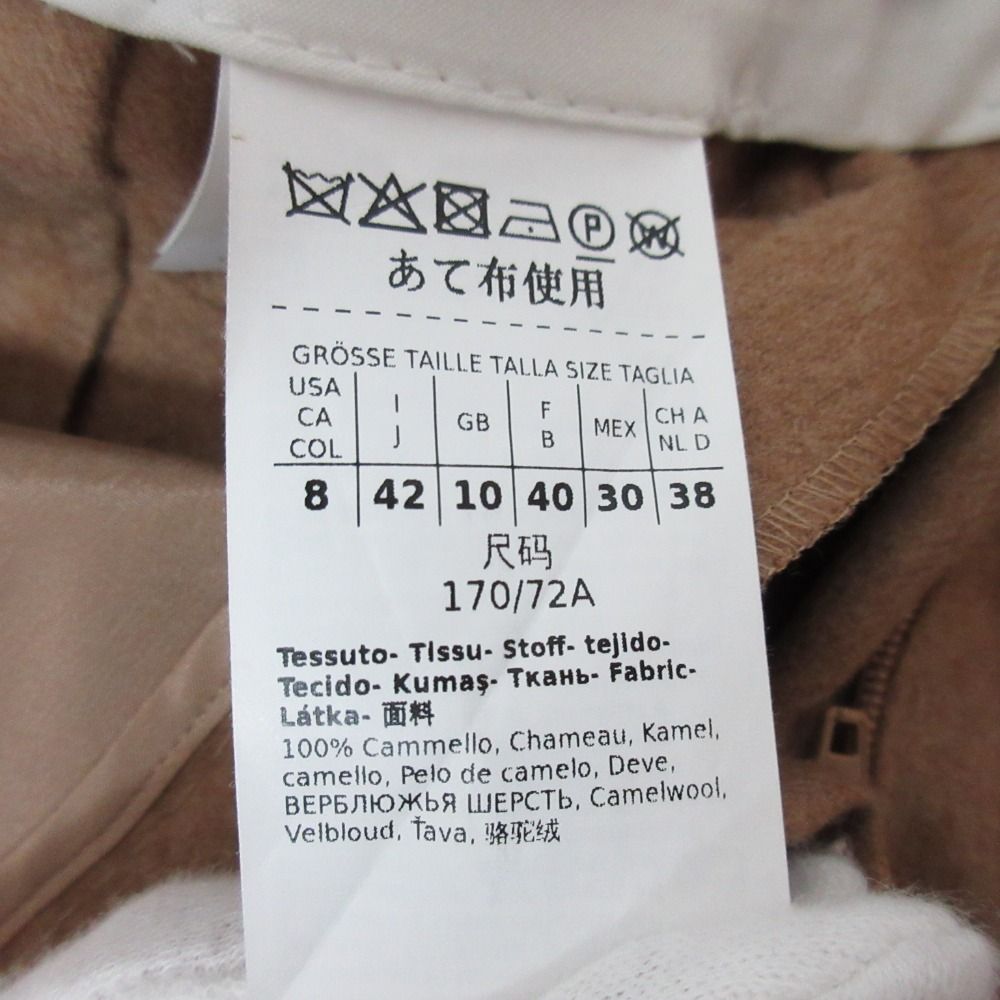 P W
あて布使用
GRÖSSE TAILLE TALLA SIZE TAGLIA
USA CA COL | I J | GB | F B | MEX | CH A NL D
8 | 42 | 10 | 40 | 30 | 38
尺码
170/72A
Tessuto- Tissu- Stoff- tejido-
Tecido- Kumaş- Ткань- Fabric-
Látka- 面料
100% Cammello, Chameau, Kamel,
camello, Pelo de camelo, Deve,
ВЕРБЛЮЖЬЯ ШЕРСТЬ, Camelwool,
Velbloud, Ťava, 骆驼绒